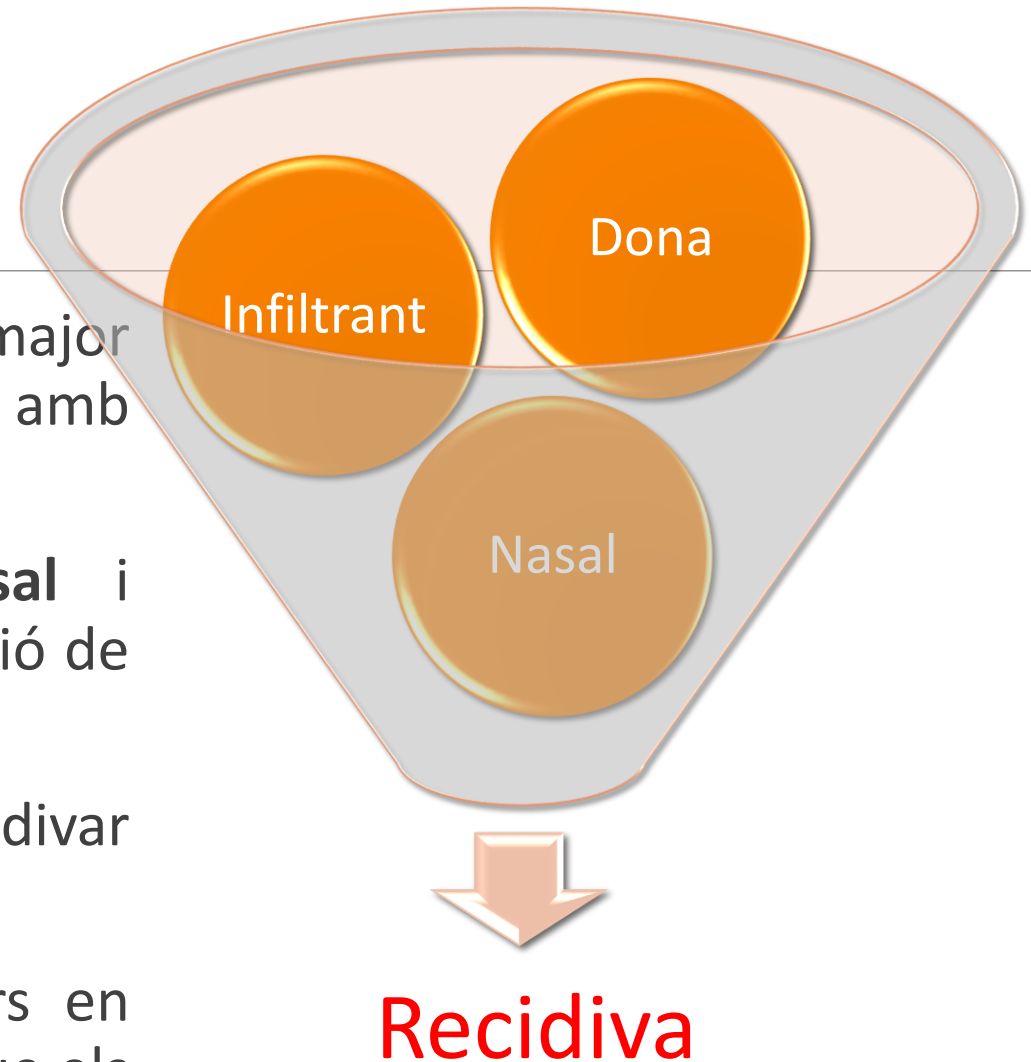 Dona
Infiltrant
major
amb
Nasal
sal i
ió de
divar
rs en
Recidiva